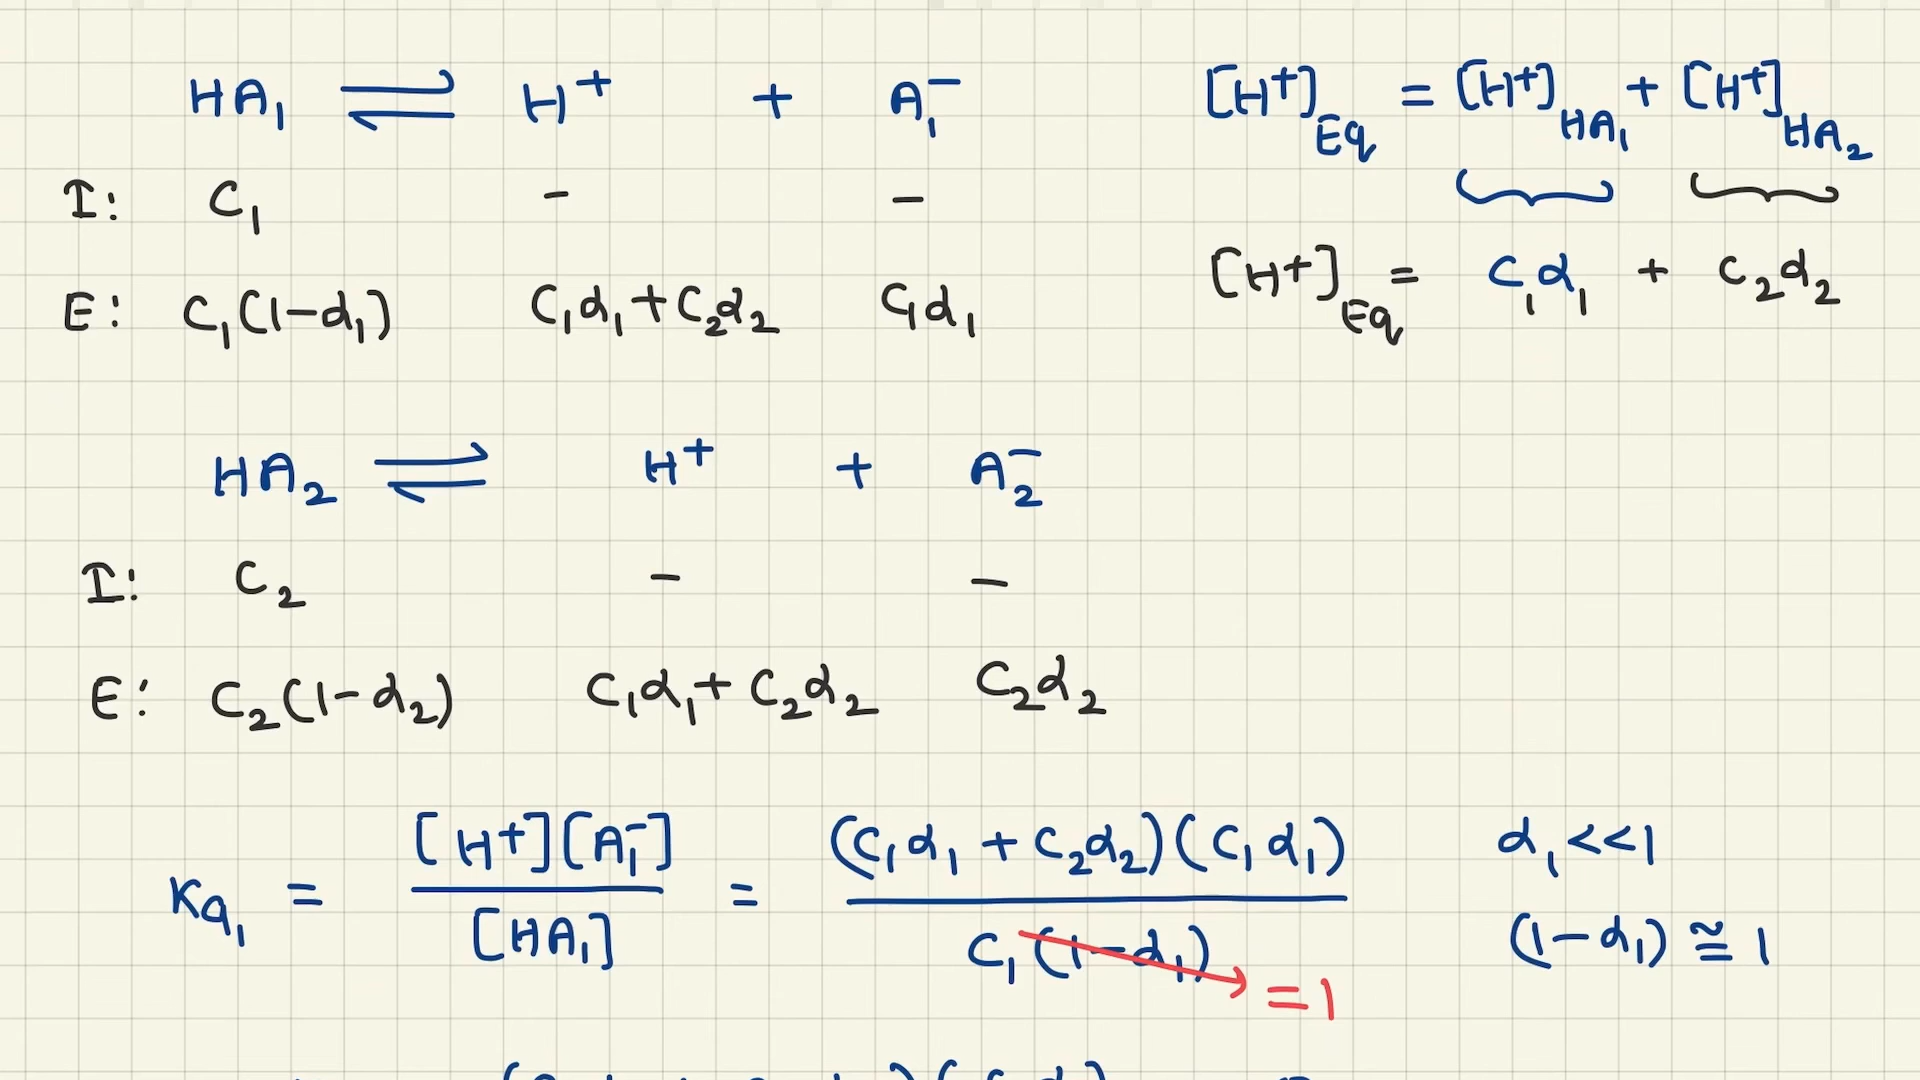 HA₁ ⇌ H⁺ + A₁⁻
[H⁺]Eq = [H⁺]HA₁ + [H⁺]HA₂
I: C₁ - -
E: C₁(1-α₁) C₁α₁+C₂α₂ C₁α₁
[H⁺]Eq = C₁α₁ + C₂α₂
HA₂ ⇌ H⁺ + A₂⁻
I: C₂ - -
E: C₂(1-α₂) C₁α₁+C₂α₂ C₂α₂
Ka₁ = [H⁺][A₁⁻] / [HA₁] = (C₁α₁ + C₂α₂)(C₁α₁) / C₁(1-α₁) = 1
α₁<<1
(1-α₁) ≅ 1